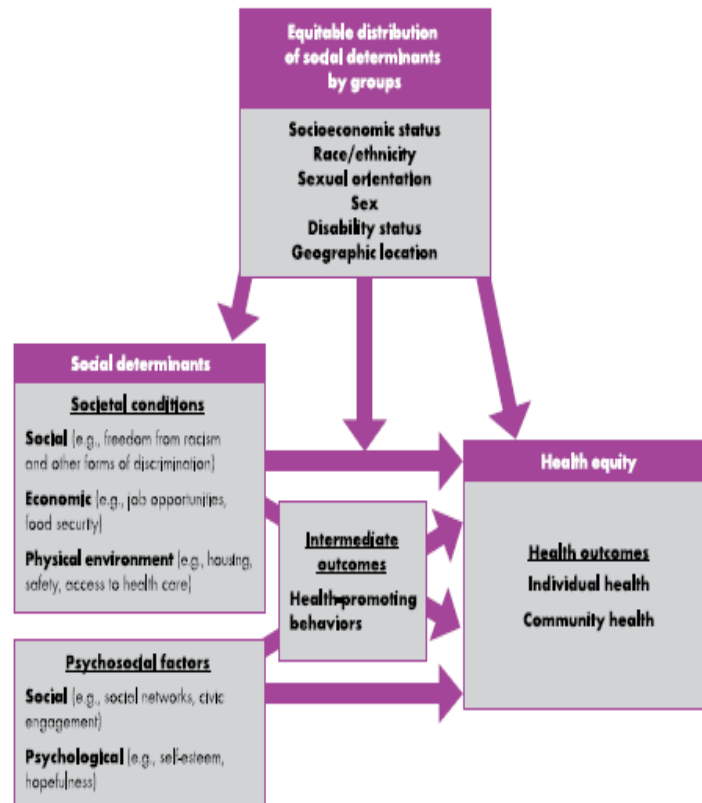 Equitable distribution
of social determinants
by groups
Socioeconomic status
Race/ethnicity
Sexual orientation
Sex
Disability status
Geographic location
Social determinants
Societal conditions
Social (e.g., freedom from racism
and other forms of discrimination)
Economic (e.g., job opportunities,
food security)
Physical environment (e.g., housing,
safety, access to health care)
Psychosocial factors
Social (e.g., social networks, civic
engagement)
Psychological (e.g., self-esteem,
hopefulness)
Intermediate
outcomes
Health-promoting
behaviors
Health equity
Health outcomes
Individual health
Community health